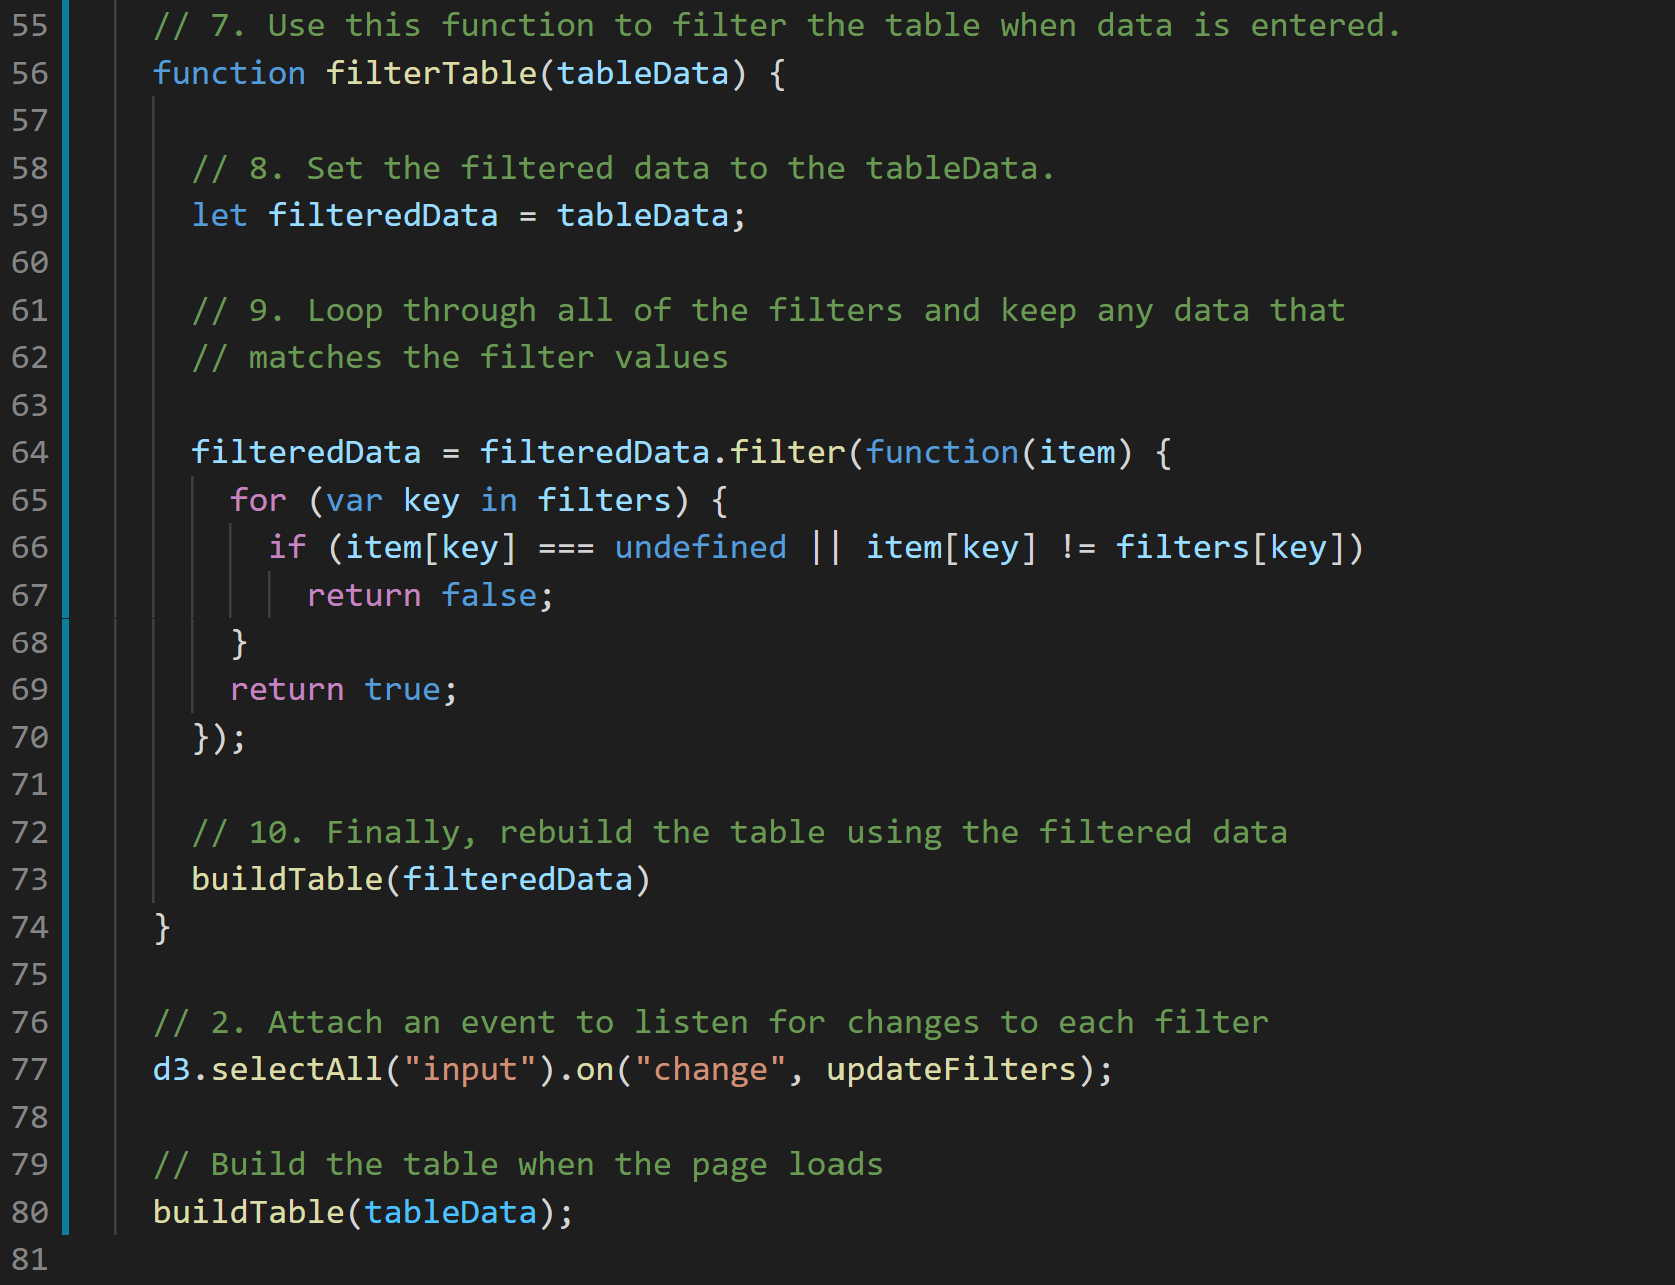 55 // 7. Use this function to filter the table when data is entered.
56 function filterTable(tableData) {
57
58 // 8. Set the filtered data to the tableData.
59 let filteredData = tableData;
60
61 // 9. Loop through all of the filters and keep any data that
62 // matches the filter values
63
64 filteredData = filteredData.filter(function(item) {
65 for (var key in filters) {
66 if (item[key] === undefined || item[key] != filters[key])
67 return false;
68 }
69 return true;
70 });
71
72 // 10. Finally, rebuild the table using the filtered data
73 buildTable(filteredData)
74 }
75
76 // 2. Attach an event to listen for changes to each filter
77 d3.selectAll("input").on("change", updateFilters);
78
79 // Build the table when the page loads
80 buildTable(tableData);
81